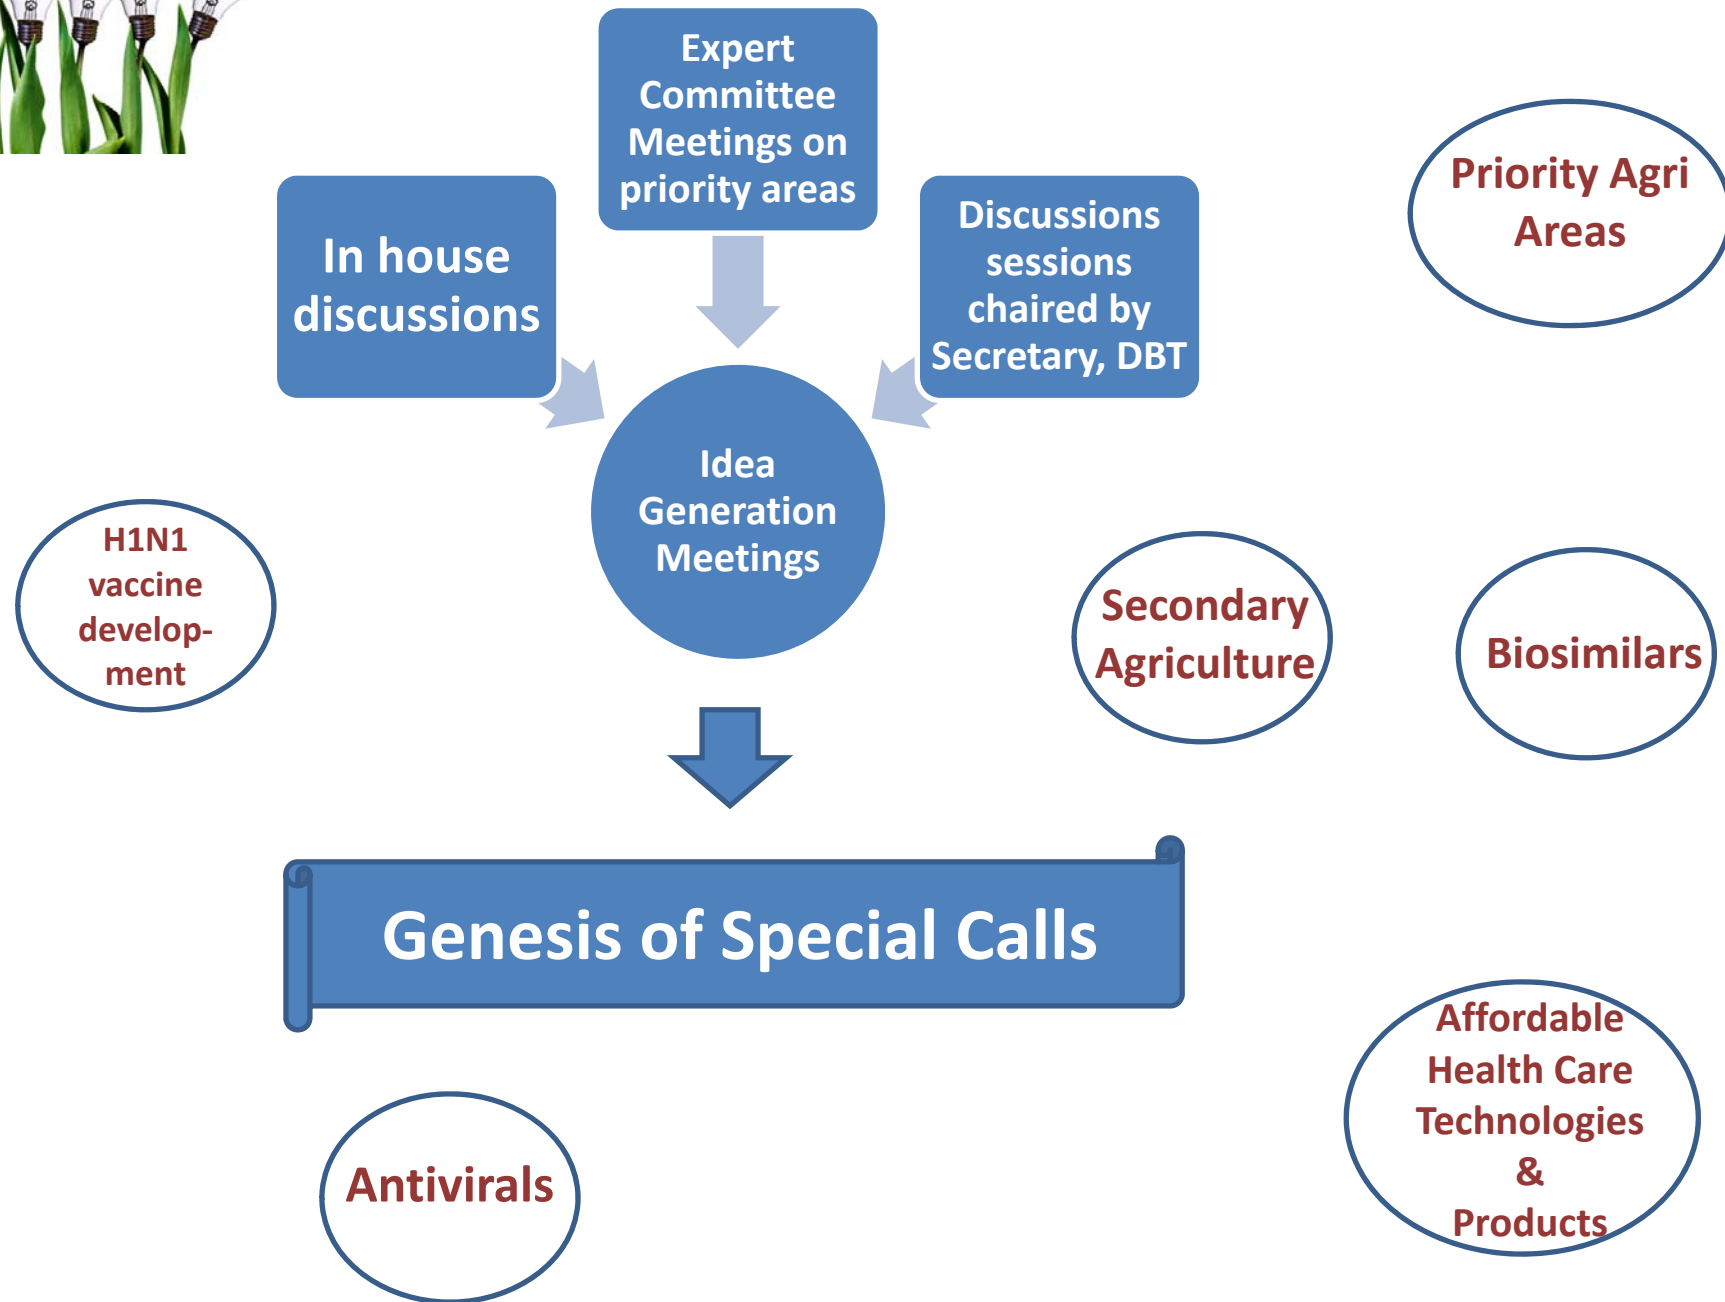 Expert
Committee
Meetings on
priority areas
In house
discussions
Discussions
sessions
chaired by
Secretary, DBT
Priority Agri
Areas
Idea
Generation
Meetings
H1N1
vaccine
develop-
ment
Secondary
Agriculture
Biosimilars
Genesis of Special Calls
Affordable
Health Care
Technologies
&
Products
Antivirals